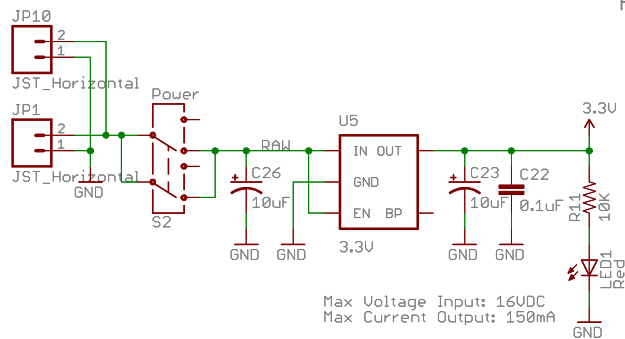 JP10
2
1
JST_Horizontal
JP1
2
1
JST_Horizontal
GND
Power
S2
RAW
C26
10uF
GND
GND
U5
IN OUT
GND
EN BP
3.3V
C23
10uF
GND
C22
0.1uF
GND
3.3V
R11
10K
LED1
Red
GND
Max Voltage Input: 16VDC
Max Current Output: 150mA